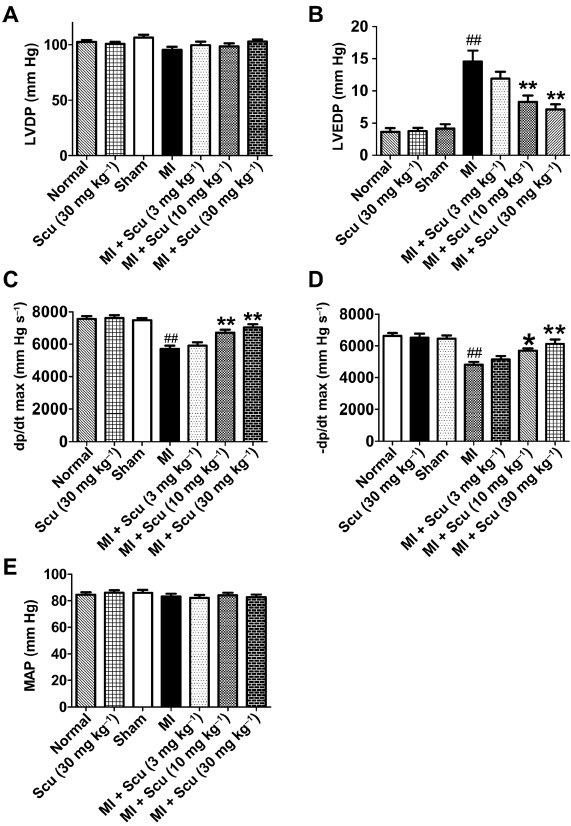 A
LVDP (mm Hg)
150
100
50
0
Normal
Scu (30 mg kg⁻¹)
Sham
MI
MI + Scu (3 mg kg⁻¹)
MI + Scu (10 mg kg⁻¹)
MI + Scu (30 mg kg⁻¹)
B
LVEDP (mm Hg)
20
15
10
5
0
##
**
**
Normal
Scu (30 mg kg⁻¹)
Sham
MI
MI + Scu (3 mg kg⁻¹)
MI + Scu (10 mg kg⁻¹)
MI + Scu (30 mg kg⁻¹)
C
dp/dt max (mm Hg s⁻¹)
8000
6000
4000
2000
0
##
**
**
Normal
Scu (30 mg kg⁻¹)
Sham
MI
MI + Scu (3 mg kg⁻¹)
MI + Scu (10 mg kg⁻¹)
MI + Scu (30 mg kg⁻¹)
D
-dp/dt max (mm Hg s⁻¹)
8000
6000
4000
2000
0
##
*
**
Normal
Scu (30 mg kg⁻¹)
Sham
MI
MI + Scu (3 mg kg⁻¹)
MI + Scu (10 mg kg⁻¹)
MI + Scu (30 mg kg⁻¹)
E
MAP (mm Hg)
100
80
60
40
20
0
Normal
Scu (30 mg kg⁻¹)
Sham
MI
MI + Scu (3 mg kg⁻¹)
MI + Scu (10 mg kg⁻¹)
MI + Scu (30 mg kg⁻¹)